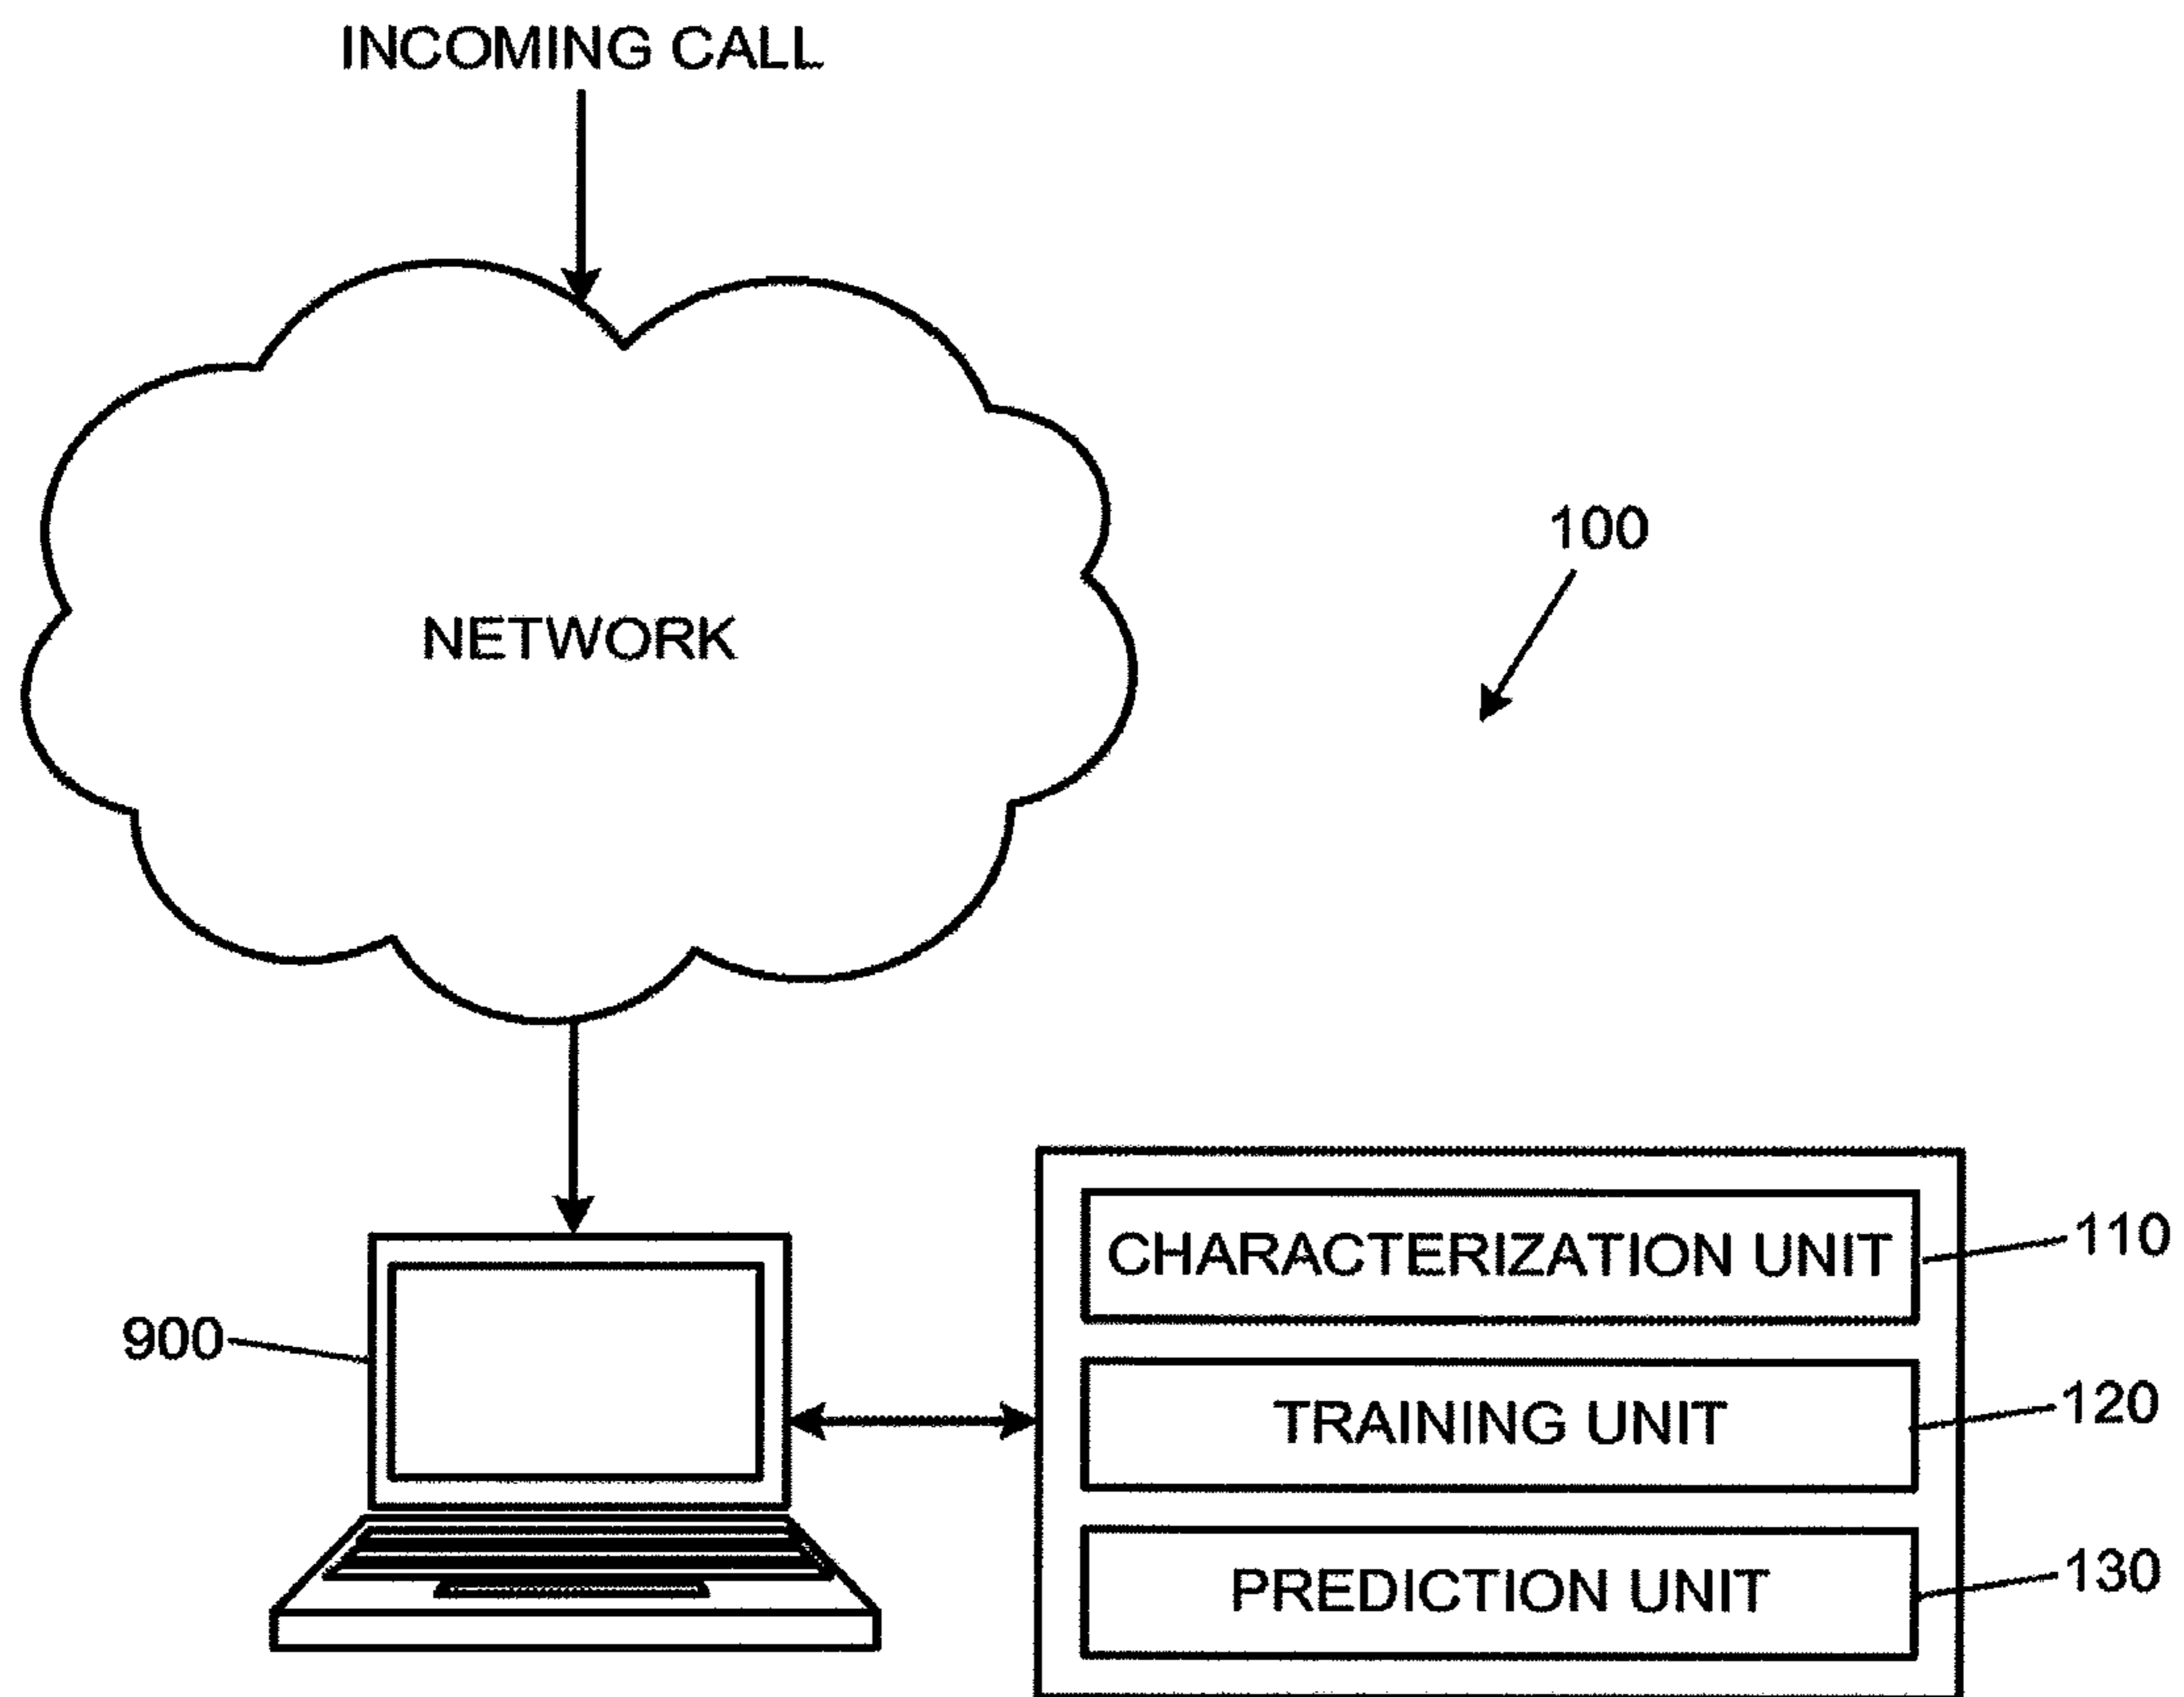 INCOMING CALL
NETWORK
100
CHARACTERIZATION UNIT
110
900
TRAINING UNIT
120
PREDICTION UNIT
130